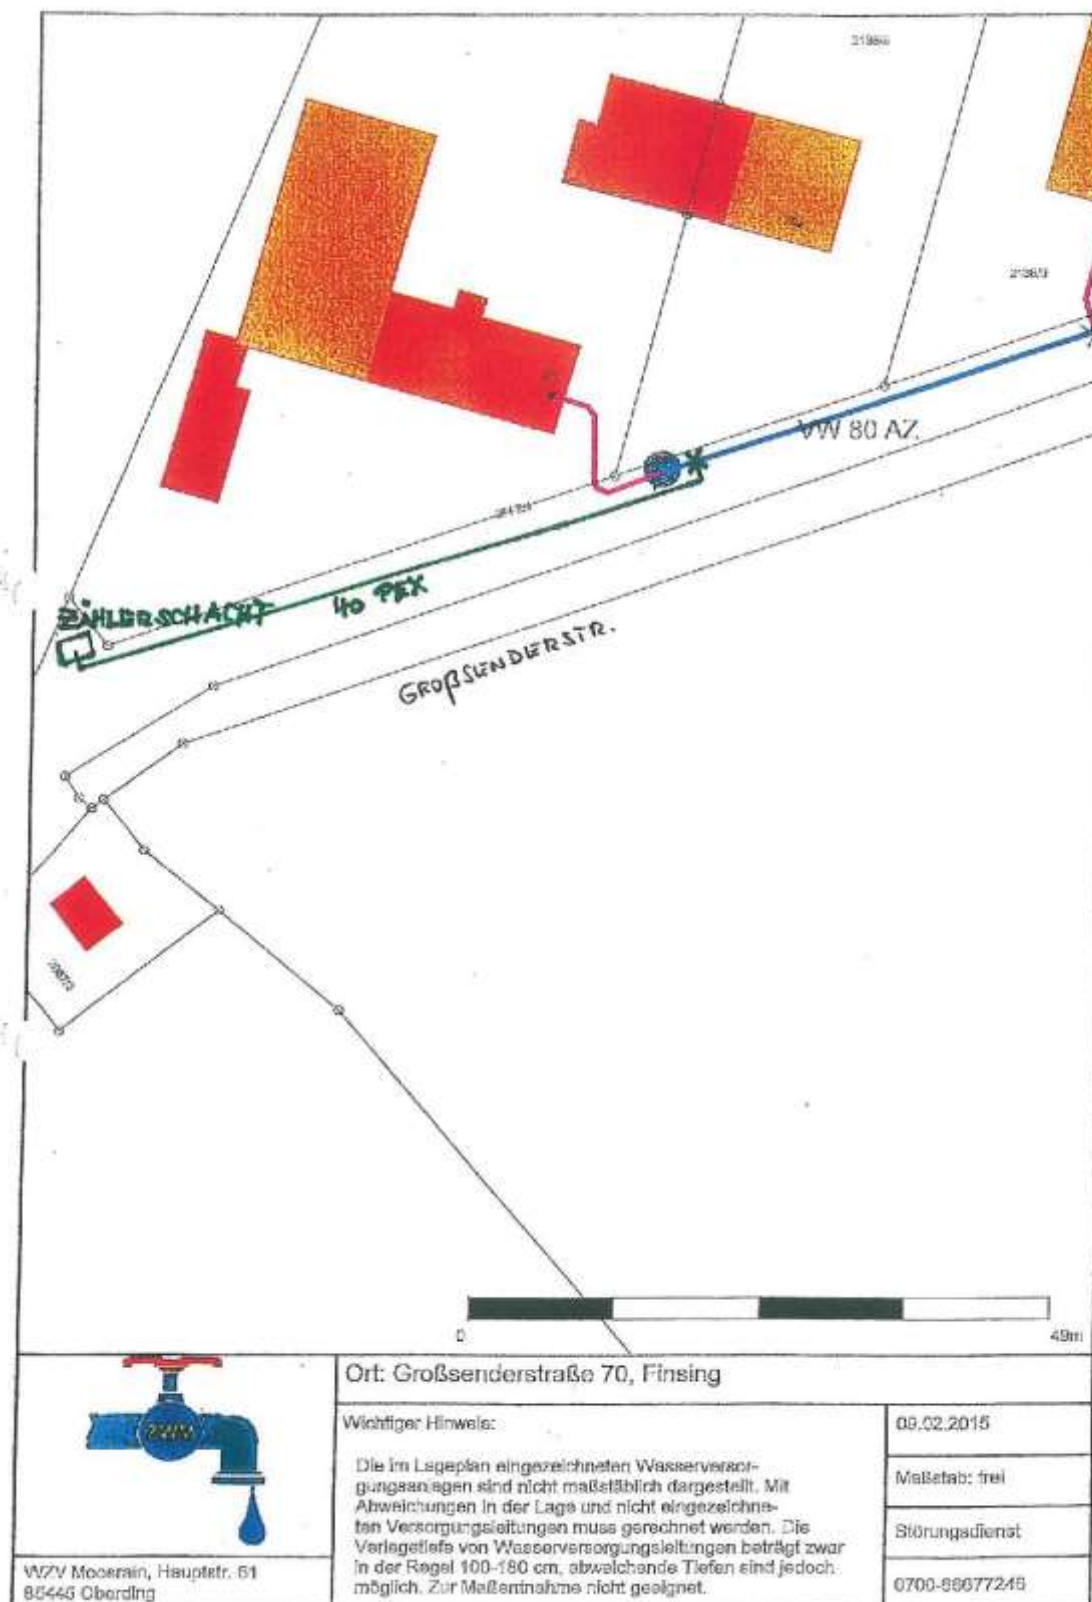 VW 80 AZ
ZÄHLERSCHACHT
40 PEX
GROßSENDERSTR.
0
49m
Ort: Großsenderstraße 70, Finsing
Wichtiger Hinweis:
Die im Lageplan eingezeichneten Wasserversor-
gungsanlagen sind nicht maßstäblich dargestellt. Mit
Abweichungen in der Lage und nicht eingezeichne-
ten Versorgungsleitungen muss gerechnet werden. Die
Verlegetiefe von Wasserversorgungsleitungen beträgt zwar
in der Regel 100-180 cm, abweichende Tiefen sind jedoch
möglich. Zur Maßentnahme nicht geeignet.
09.02.2015
Maßstab: frei
Störungsdienst
WZV Moosrain, Hauptstr. 61
85445 Oberding